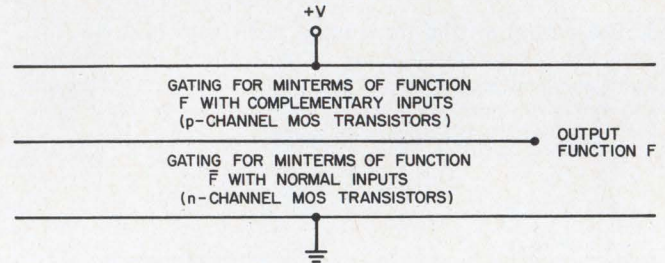 +V
GATING FOR MINTERMS OF FUNCTION
F WITH COMPLEMENTARY INPUTS
(p-CHANNEL MOS TRANSISTORS)
OUTPUT
FUNCTION F
GATING FOR MINTERMS OF FUNCTION
F̅ WITH NORMAL INPUTS
(n-CHANNEL MOS TRANSISTORS)